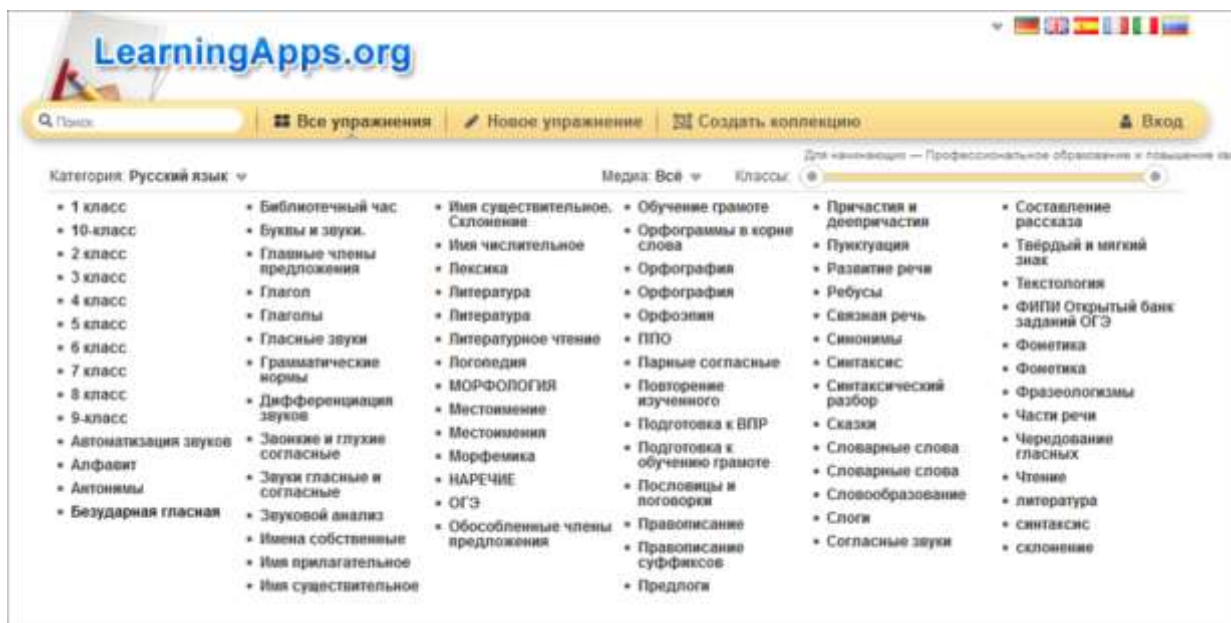 LearningApps.org
Поиск
Все упражнения
Новое упражнение
Создать коллекцию
Вход
Для начинающих — Профессиональное образование и повышение кв
Категория: Русский язык
Медиа: Всё
Классы:
1 класс
10-класс
2 класс
3 класс
4 класс
5 класс
6 класс
7 класс
8 класс
9-класс
Автоматизация звуков
Алфавит
Антонимы
Безударная гласная
Библиотечный час
Буквы и звуки.
Главные члены
предложения
Глагол
Глаголы
Гласные звуки
Грамматические
нормы
Дифференциация
звуков
Звонкие и глухие
согласные
Звуки гласные и
согласные
Звуковой анализ
Имена собственные
Имя прилагательное
Имя существительное
Имя существительное.
Склонение
Имя числительное
Лексика
Литература
Литература
Литературное чтение
Логопедия
МОРФОЛОГИЯ
Местоимение
Местоимения
Морфемика
НАРЕЧИЕ
ОГЭ
Обособленные члены
предложения
Обучение грамоте
Орфограммы в корне
слова
Орфография
Орфография
Орфоэпия
ППО
Парные согласные
Повторение
изученного
Подготовка к ВПР
Подготовка к
обучению грамоте
Пословицы и
поговорки
Правописание
Правописание
суффиксов
Предлоги
Причастия и
деепричастия
Пунктуация
Развитие речи
Ребусы
Связная речь
Синонимы
Синтаксис
Синтаксический
разбор
Сказки
Словарные слова
Словарные слова
Словообразование
Слоги
Согласные звуки
Составление
рассказа
Твёрдый и мягкий
знак
Текстология
ФИПИ Открытый банк
заданий ОГЭ
Фонетика
Фонетика
Фразеологизмы
Части речи
Чередование
гласных
Чтение
литература
синтаксис
склонение